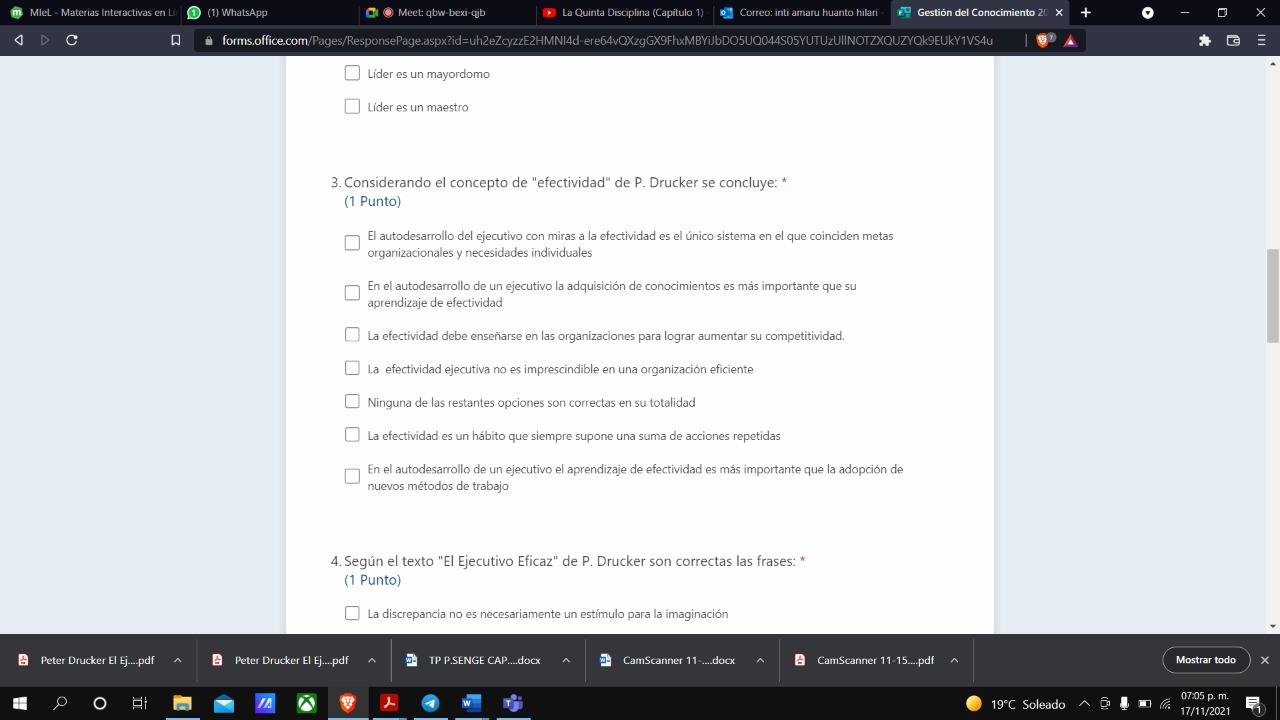 MieL - Materias Interactivas en Lí
(1) WhatsApp
Meet: qbw-bexi-qjb
La Quinta Disciplina (Capítulo 1)
Correo: inti amaru huanto hilari
Gestión del Conocimiento 20
forms.office.com/Pages/ResponsePage.aspx?id=uh2eZcyzzE2HMNI4d-ere64vQXzgGX9FhxMBYiJbDO5UQ044S05YUTUzUllNOTZXQUZYQk9EUkY1VS4u
Líder es un mayordomo
Líder es un maestro
3. Considerando el concepto de "efectividad" de P. Drucker se concluye: *
(1 Punto)
El autodesarrollo del ejecutivo con miras a la efectividad es el único sistema en el que coinciden metas
organizacionales y necesidades individuales
En el autodesarrollo de un ejecutivo la adquisición de conocimientos es más importante que su
aprendizaje de efectividad
La efectividad debe enseñarse en las organizaciones para lograr aumentar su competitividad.
La efectividad ejecutiva no es imprescindible en una organización eficiente
Ninguna de las restantes opciones son correctas en su totalidad
La efectividad es un hábito que siempre supone una suma de acciones repetidas
En el autodesarrollo de un ejecutivo el aprendizaje de efectividad es más importante que la adopción de
nuevos métodos de trabajo
4. Según el texto "El Ejecutivo Eficaz" de P. Drucker son correctas las frases: *
(1 Punto)
La discrepancia no es necesariamente un estímulo para la imaginación
Peter Drucker El Ej....pdf
Peter Drucker El Ej....pdf
TP P.SENGE CAP....docx
CamScanner 11-....docx
CamScanner 11-15....pdf
Mostrar todo
19°C Soleado
07:05 p. m.
17/11/2021